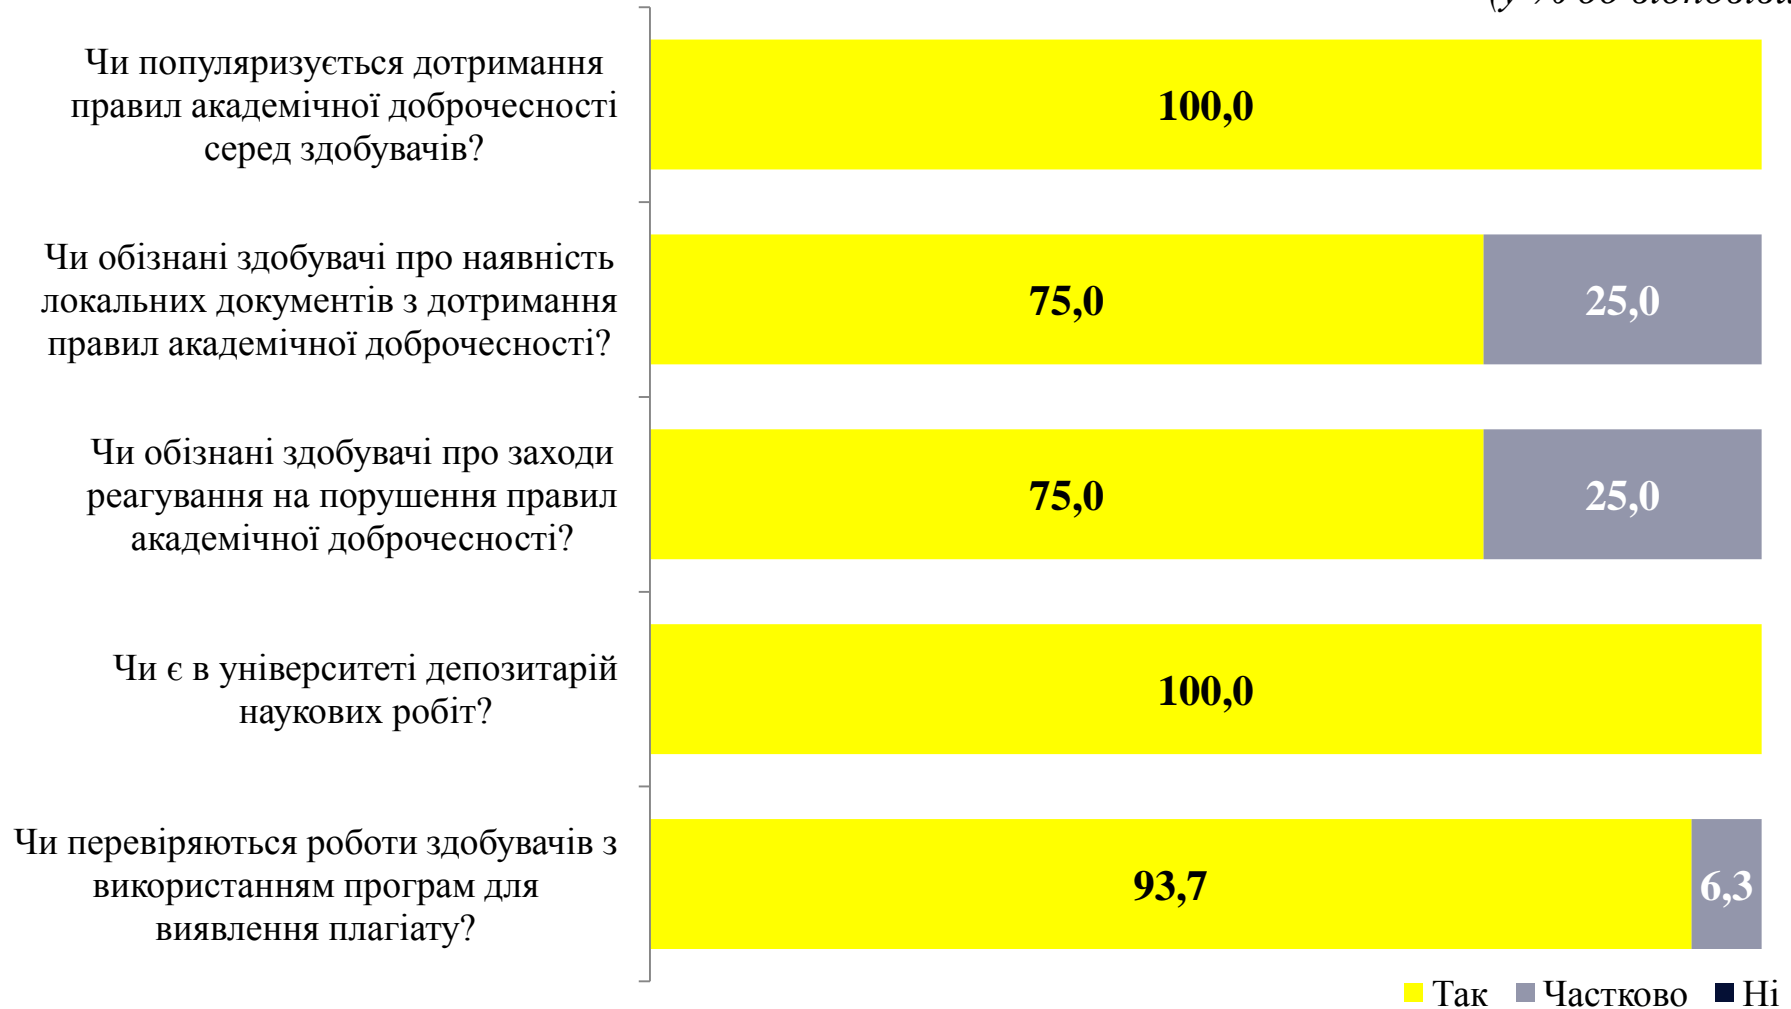 (у % до
Чи популяризується дотримання
правил академічної доброчесності
серед здобувачів?
100,0
Чи обізнані здобувачі про наявність
локальних документів з дотримання
правил академічної доброчесності?
75,0
25,0
Чи обізнані здобувачі про заходи
реагування на порушення правил
академічної доброчесності?
75,0
25,0
Чи є в університеті депозитарій
наукових робіт?
100,0
Чи перевіряються роботи здобувачів з
використанням програм для
виявлення плагіату?
93,7
6,3
Так Частково Ні